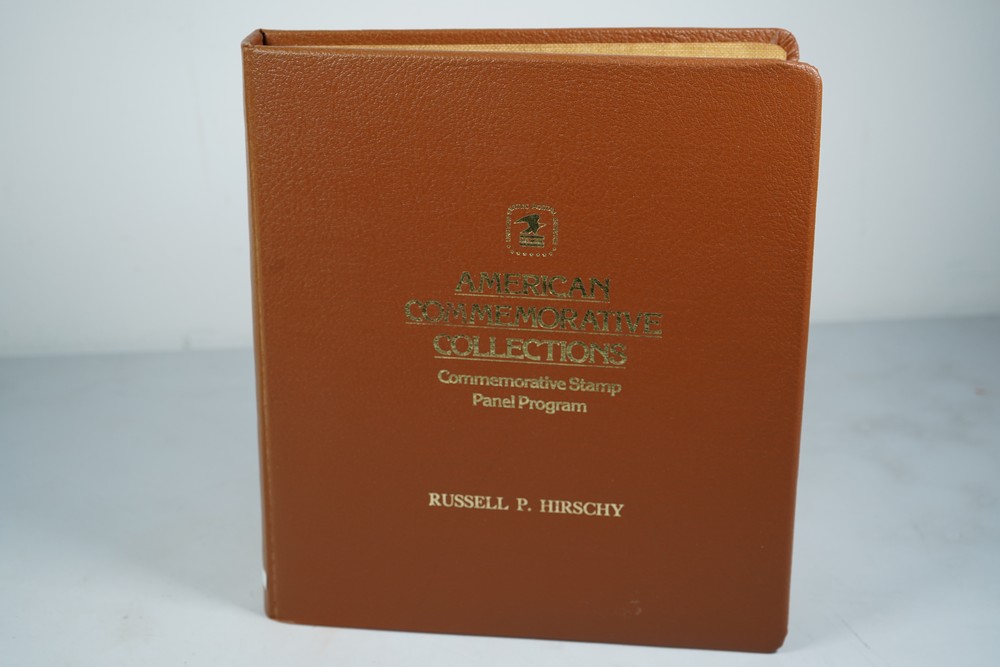 AMERICAN
COMMEMORATIVE
COLLECTIONS
Commemorative Stamp
Panel Program
RUSSELL P. HIRSCHY